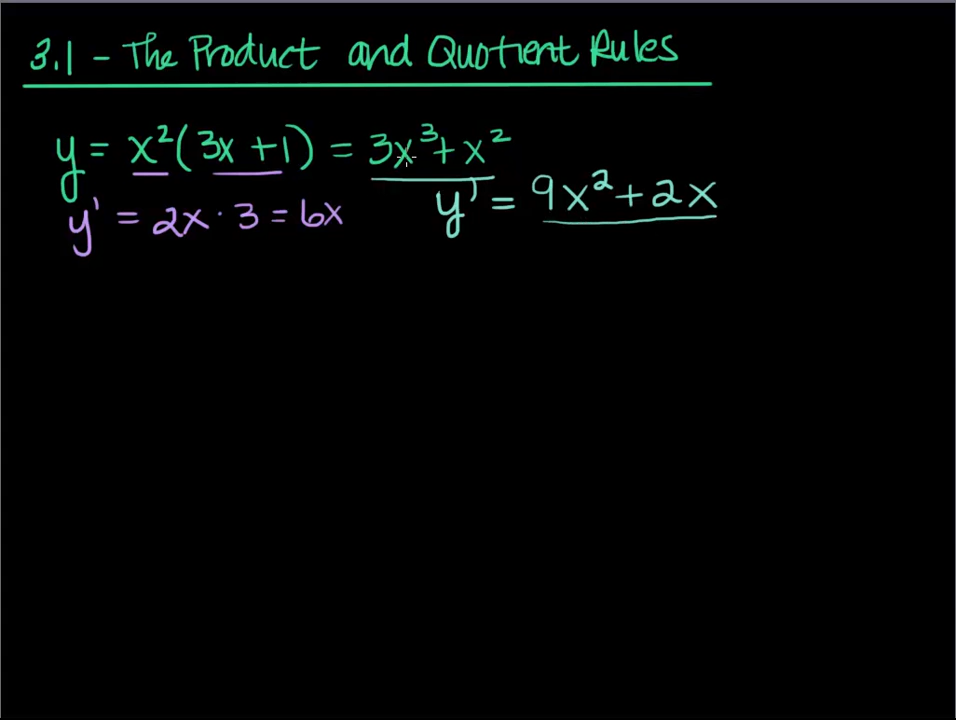 3.1 - The Product and Quotient Rules
y = x²(3x + 1) = 3x³ + x²
y' = 2x · 3 = 6x
y' = 9x² + 2x